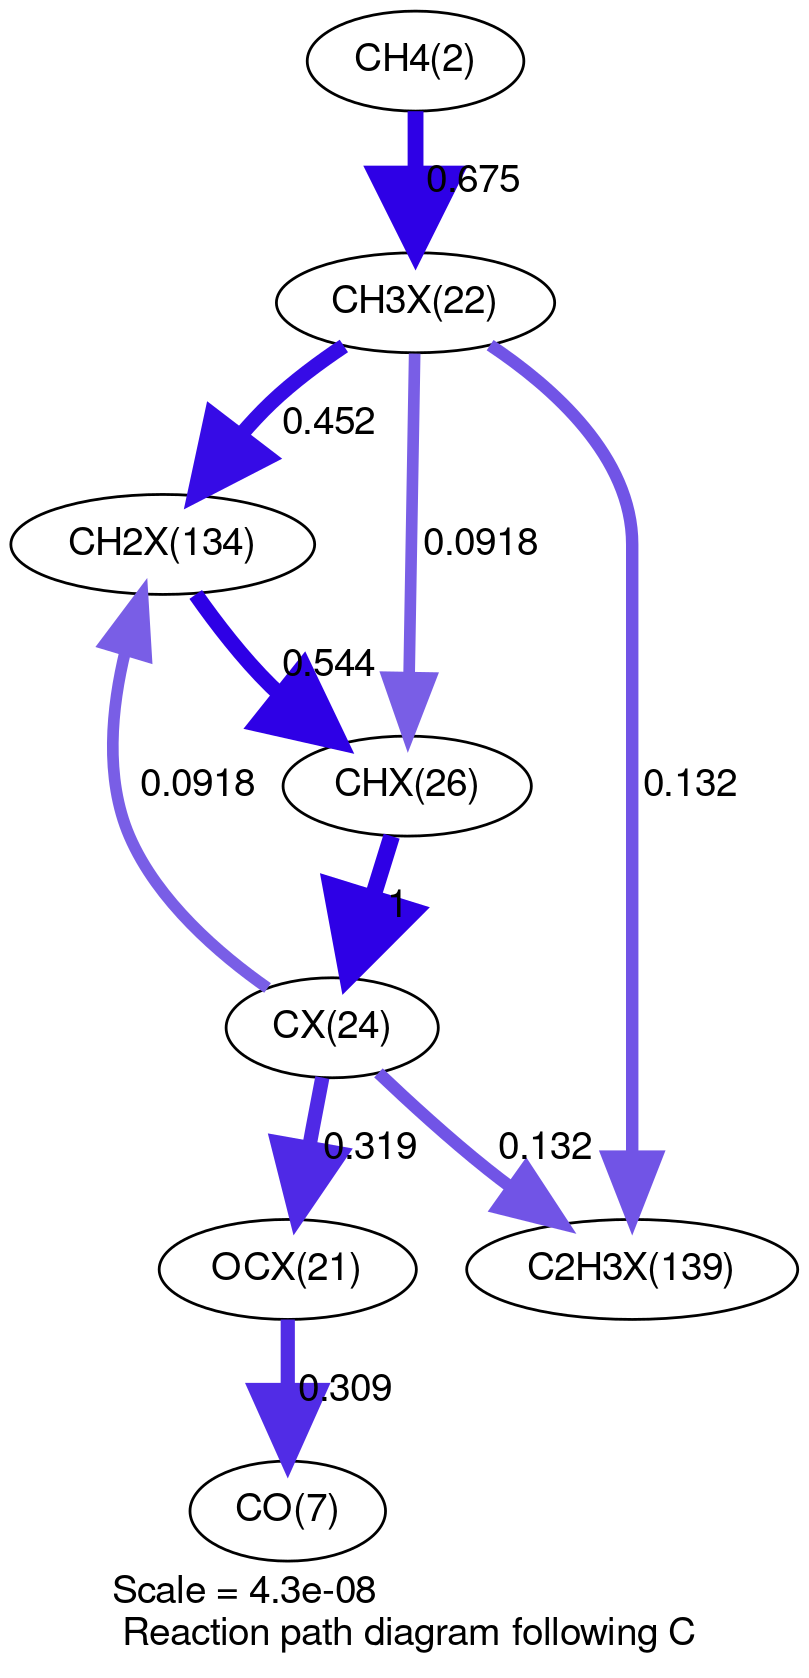 CH4(2)
0.675
CH3X(22)
0.452
CH2X(134)
0.0918
0.544
0.0918
0.132
CHX(26)
1
CX(24)
0.319
0.132
OCX(21)
C2H3X(139)
0.309
CO(7)
Scale = 4.3e-08
Reaction path diagram following C